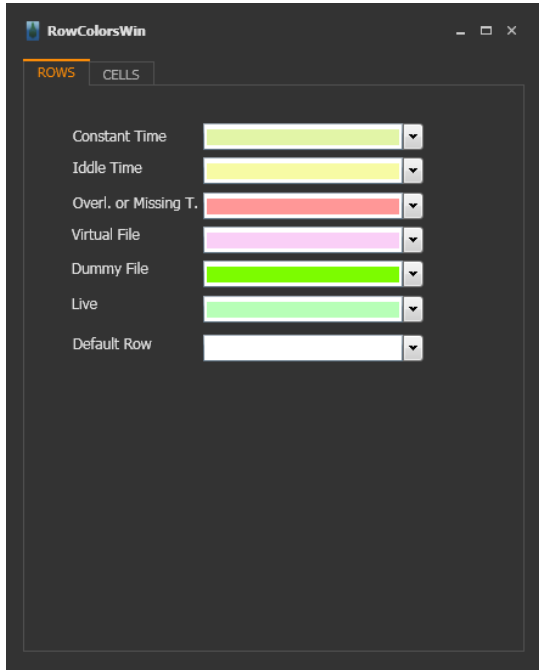 RowColorsWin
ROWS CELLS
Constant Time
Iddle Time
Overl. or Missing T.
Virtual File
Dummy File
Live
Default Row